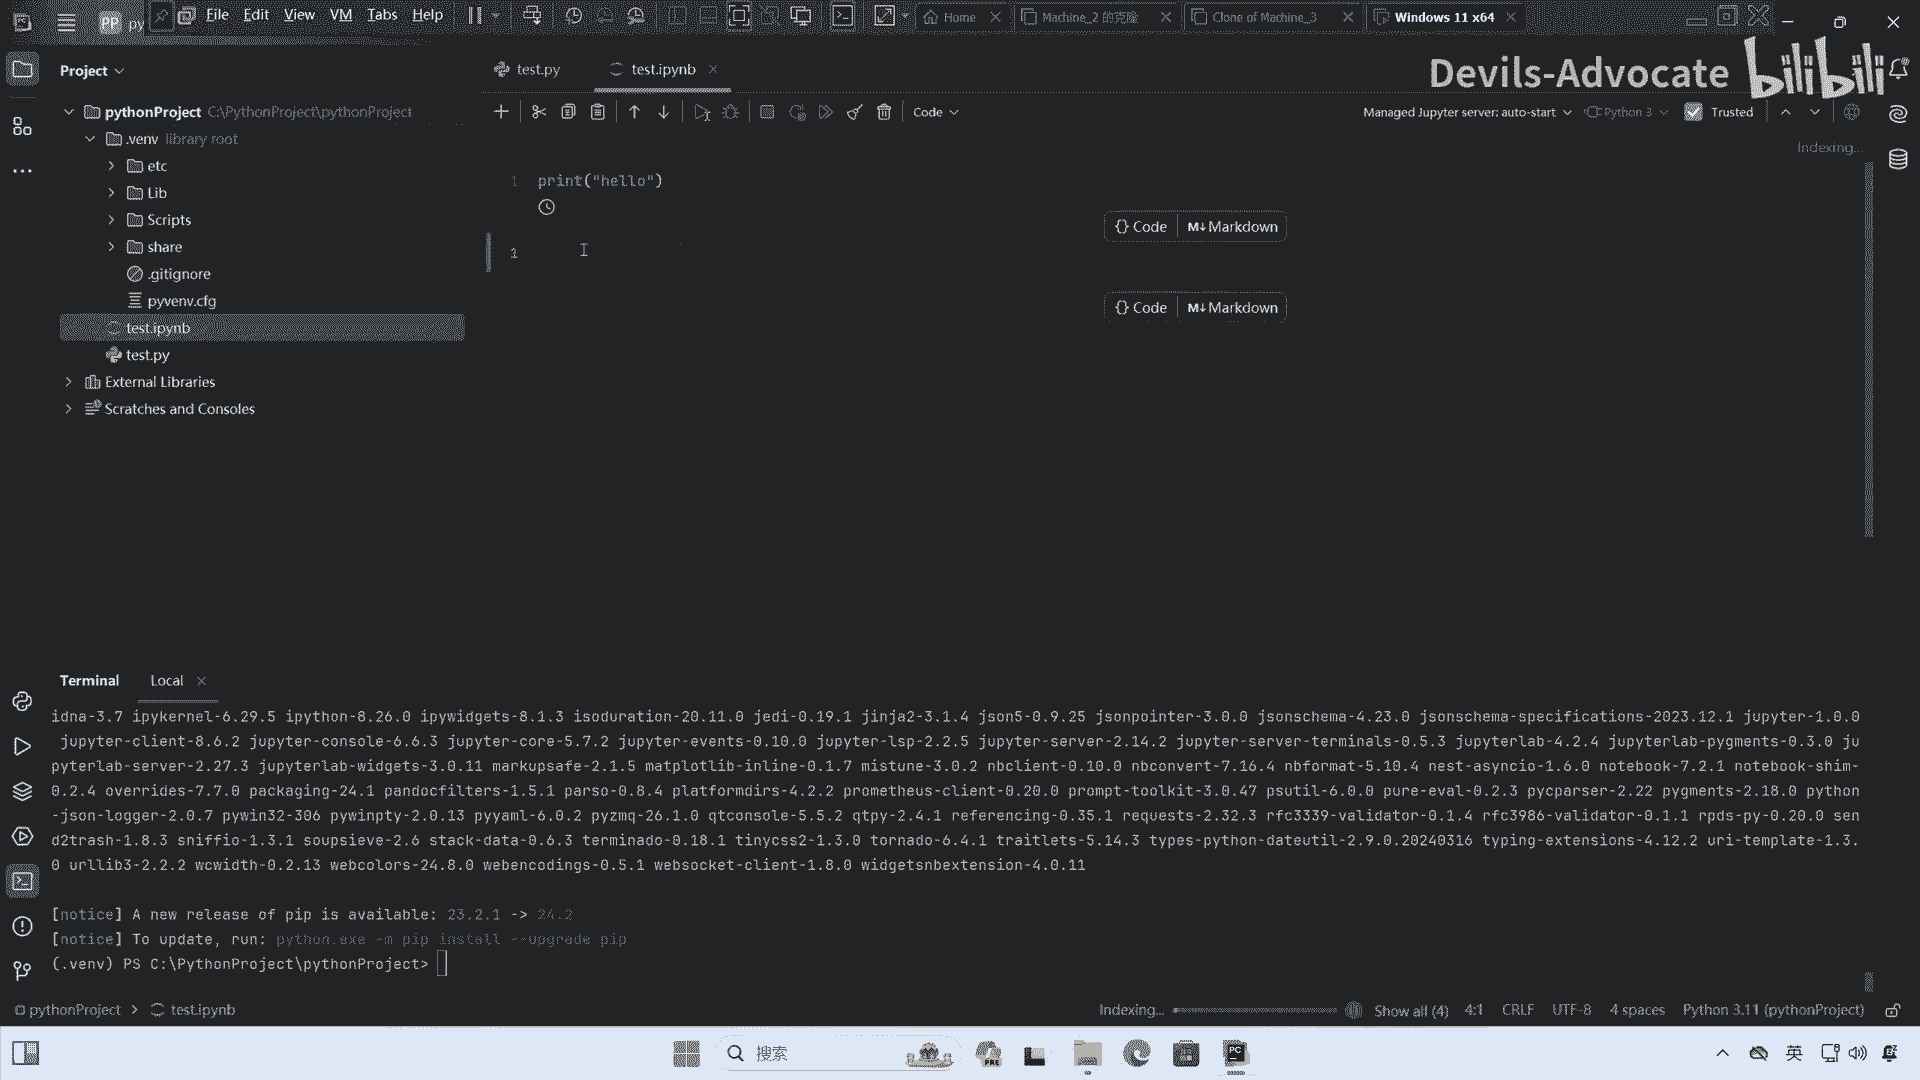 PP py File Edit View VM Tabs Help Home Machine_2 的克隆 Clone of Machine_3 Windows 11 x64
Devils-Advocate bilibili
Project test.py test.ipynb
pythonProject C:\PythonProject\pythonProject
Code Managed Jupyter server: auto-start Python 3 Trusted
.venv library root
Indexing...
etc
Lib
Scripts
share
.gitignore
pyvenv.cfg
test.ipynb
test.py
External Libraries
Scratches and Consoles
1 print("hello")
{} Code M↓ Markdown
1
{} Code M↓ Markdown
Terminal Local
idna-3.7 ipykernel-6.29.5 ipython-8.26.0 ipywidgets-8.1.3 isoduration-20.11.0 jedi-0.19.1 jinja2-3.1.4 json5-0.9.25 jsonpointer-3.0.0 jsonschema-4.23.0 jsonschema-specifications-2023.12.1 jupyter-1.0.0
jupyter-client-8.6.2 jupyter-console-6.6.3 jupyter-core-5.7.2 jupyter-events-0.10.0 jupyter-lsp-2.2.5 jupyter-server-2.14.2 jupyter-server-terminals-0.5.3 jupyterlab-4.2.4 jupyterlab-pygments-0.3.0 ju
pyterlab-server-2.27.3 jupyterlab-widgets-3.0.11 markupsafe-2.1.5 matplotlib-inline-0.1.7 mistune-3.0.2 nbclient-0.10.0 nbconvert-7.16.4 nbformat-5.10.4 nest-asyncio-1.6.0 notebook-7.2.1 notebook-shim-
0.2.4 overrides-7.7.0 packaging-24.1 pandocfilters-1.5.1 parso-0.8.4 platformdirs-4.2.2 prometheus-client-0.20.0 prompt-toolkit-3.0.47 psutil-6.0.0 pure-eval-0.2.3 pycparser-2.22 pygments-2.18.0 python
-json-logger-2.0.7 pywin32-306 pywinpty-2.0.13 pyyaml-6.0.2 pyzmq-26.1.0 qtconsole-5.5.2 qtpy-2.4.1 referencing-0.35.1 requests-2.32.3 rfc3339-validator-0.1.4 rfc3986-validator-0.1.1 rpds-py-0.20.0 sen
d2trash-1.8.3 sniffio-1.3.1 soupsieve-2.6 stack-data-0.6.3 terminado-0.18.1 tinycss2-1.3.0 tornado-6.4.1 traitlets-5.14.3 types-python-dateutil-2.9.0.20240316 typing-extensions-4.12.2 uri-template-1.3.
0 urllib3-2.2.2 wcwidth-0.2.13 webcolors-24.8.0 webencodings-0.5.1 websocket-client-1.8.0 widgetsnbextension-4.0.11
[notice] A new release of pip is available: 23.2.1 -> 24.2
[notice] To update, run: python.exe -m pip install --upgrade pip
(.venv) PS C:\PythonProject\pythonProject>
pythonProject > test.ipynb Indexing... Show all (4) 4:1 CRLF UTF-8 4 spaces Python 3.11 (pythonProject)
搜索 PRE PC 英